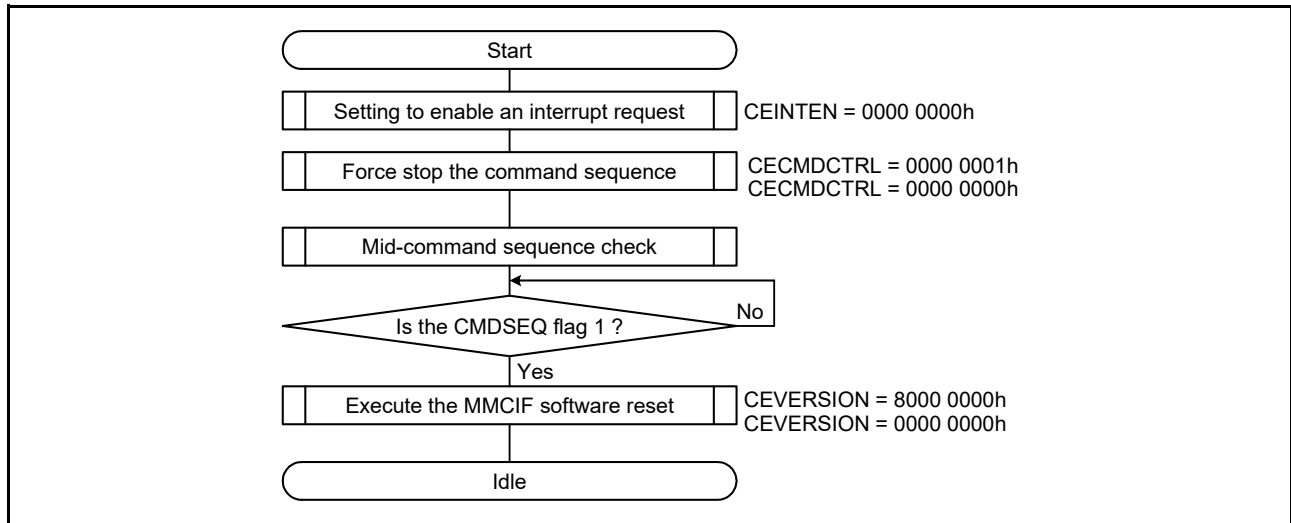 Start
Setting to enable an interrupt request
CEINTEN = 0000 0000h
Force stop the command sequence
CECMDCTRL = 0000 0001h
CECMDCTRL = 0000 0000h
Mid-command sequence check
Is the CMDSEQ flag 1 ?
No
Yes
Execute the MMCIF software reset
CEVERSION = 8000 0000h
CEVERSION = 0000 0000h
Idle